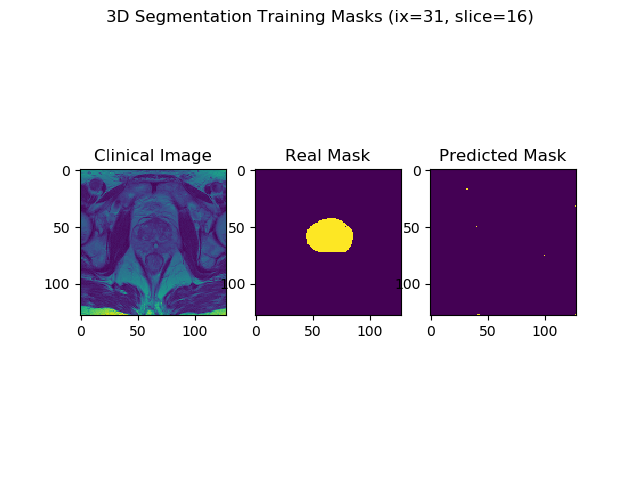 3D Segmentation Training Masks (ix=31, slice=16)
Clinical Image Real Mask Predicted Mask
0 0 0
50 50 50
100 100 100
0 50 100 0 50 100 0 50 100